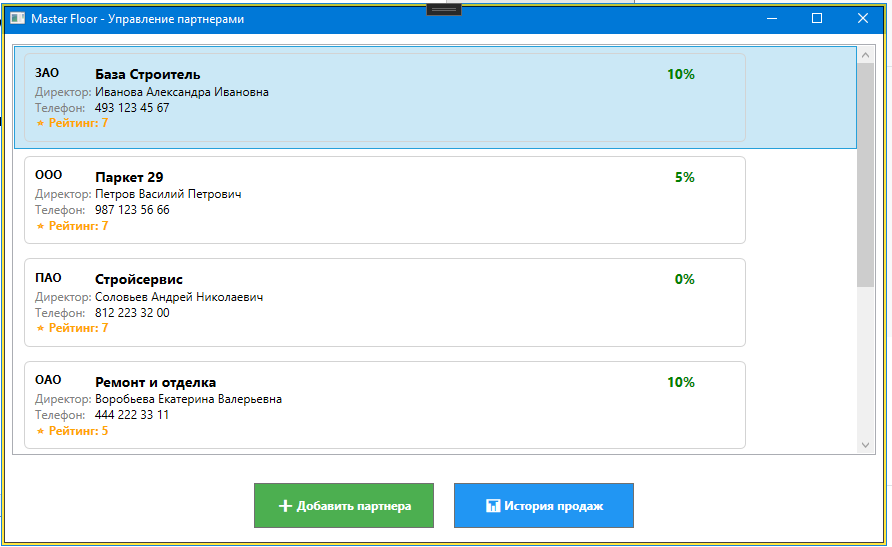 Master Floor - Управление партнерами
ЗАО База Строитель 10%
Директор: Иванова Александра Ивановна
Телефон: 493 123 45 67
★ Рейтинг: 7
ООО Паркет 29 5%
Директор: Петров Василий Петрович
Телефон: 987 123 56 66
★ Рейтинг: 7
ПАО Стройсервис 0%
Директор: Соловьев Андрей Николаевич
Телефон: 812 223 32 00
★ Рейтинг: 7
ОАО Ремонт и отделка 10%
Директор: Воробьева Екатерина Валерьевна
Телефон: 444 222 33 11
★ Рейтинг: 5
Добавить партнера
История продаж